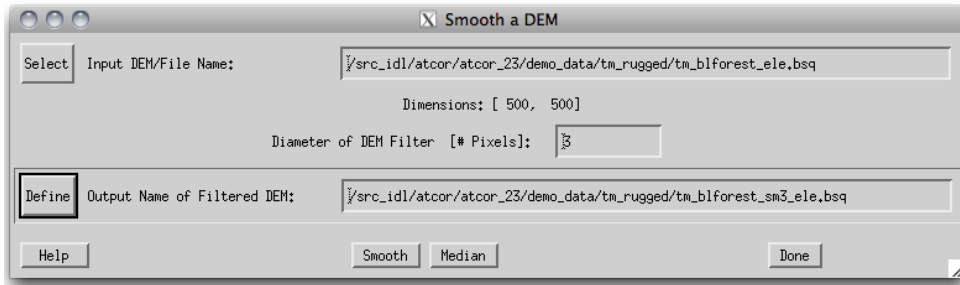 Smooth a DEM
Select Input DEM/File Name: /src_idl/atcor/atcor_23/demo_data/tm_rugged/tm_blforest_ele.bsq
Dimensions: [ 500, 500]
Diameter of DEM Filter [# Pixels]: 3
Define Output Name of Filtered DEM: /src_idl/atcor/atcor_23/demo_data/tm_rugged/tm_blforest_sm3_ele.bsq
Help Smooth Median Done